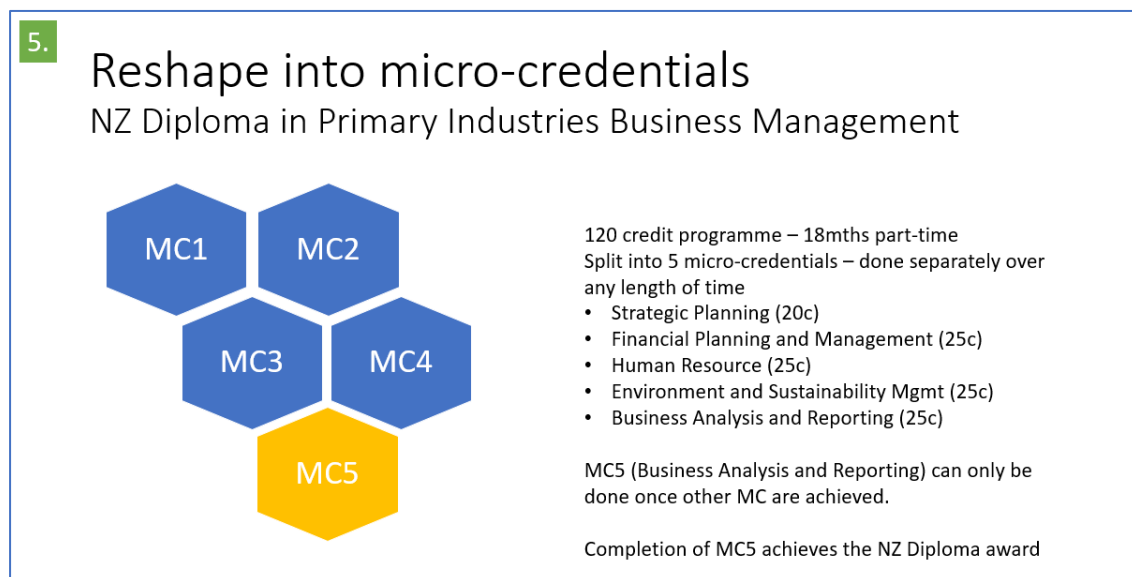 5.
Reshape into micro-credentials
NZ Diploma in Primary Industries Business Management
MC1
MC2
MC3
MC4
MC5
120 credit programme – 18mths part-time
Split into 5 micro-credentials – done separately over
any length of time
• Strategic Planning (20c)
• Financial Planning and Management (25c)
• Human Resource (25c)
• Environment and Sustainability Mgmt (25c)
• Business Analysis and Reporting (25c)
MC5 (Business Analysis and Reporting) can only be
done once other MC are achieved.
Completion of MC5 achieves the NZ Diploma award